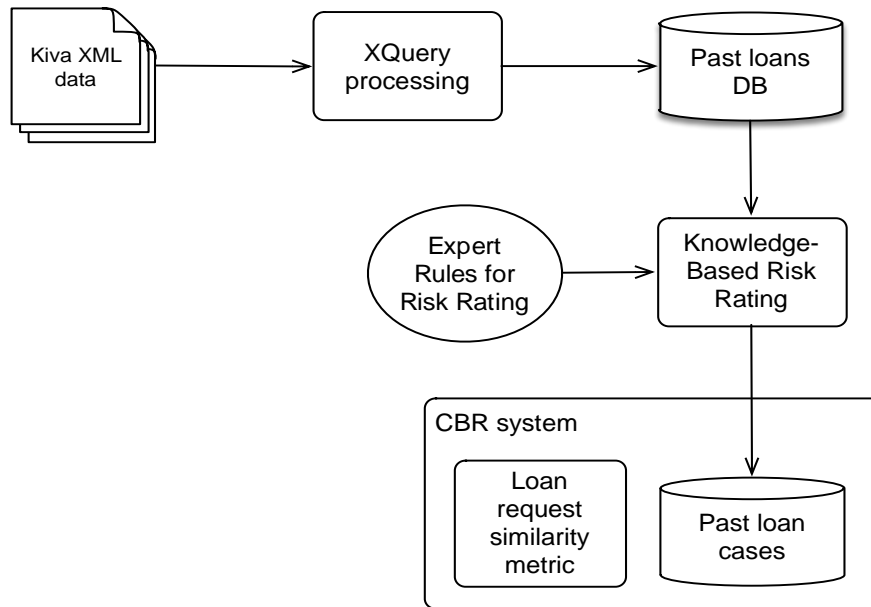 Kiva XML
data
XQuery
processing
Past loans
DB
Expert
Rules for
Risk Rating
Knowledge-
Based Risk
Rating
CBR system
Loan
request
similarity
metric
Past loan
cases